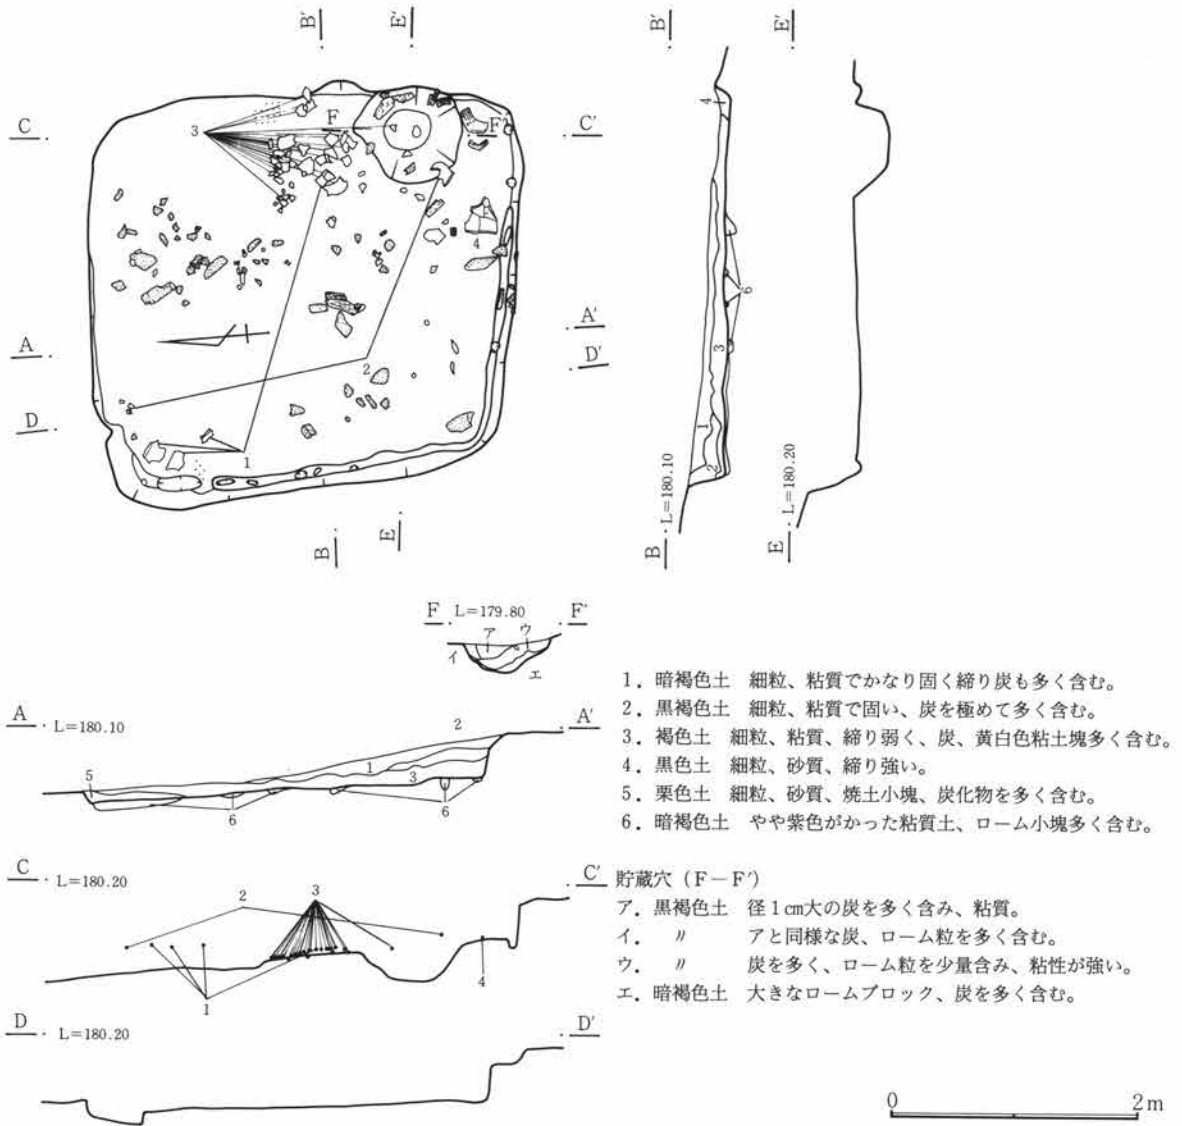 B′ E′ B′ E′
C C′
3 F F′
4
4
6
A A′
D′
2
D
1
3
1
2
B E
B L=180.10
E L=180.20
F L=179.80 F′
ア ウ
イ エ
A L=180.10 A′
2
5 1 3
6 6
C L=180.20 C′
2 3
1 4
D L=180.20 D′
1．暗褐色土 細粒、粘質でかなり固く締り炭も多く含む。
2．黒褐色土 細粒、粘質で固い、炭を極めて多く含む。
3．褐色土 細粒、粘質、締り弱く、炭、黄白色粘土塊多く含む。
4．黒色土 細粒、砂質、締り強い。
5．栗色土 細粒、砂質、焼土小塊、炭化物を多く含む。
6．暗褐色土 やや紫色がかった粘質土、ローム小塊多く含む。
貯蔵穴（F－F′）
ア．黒褐色土 径1㎝大の炭を多く含み、粘質。
イ．〃 アと同様な炭、ローム粒を多く含む。
ウ．〃 炭を多く、ローム粒を少量含み、粘性が強い。
エ．暗褐色土 大きなロームブロック、炭を多く含む。
0 2m